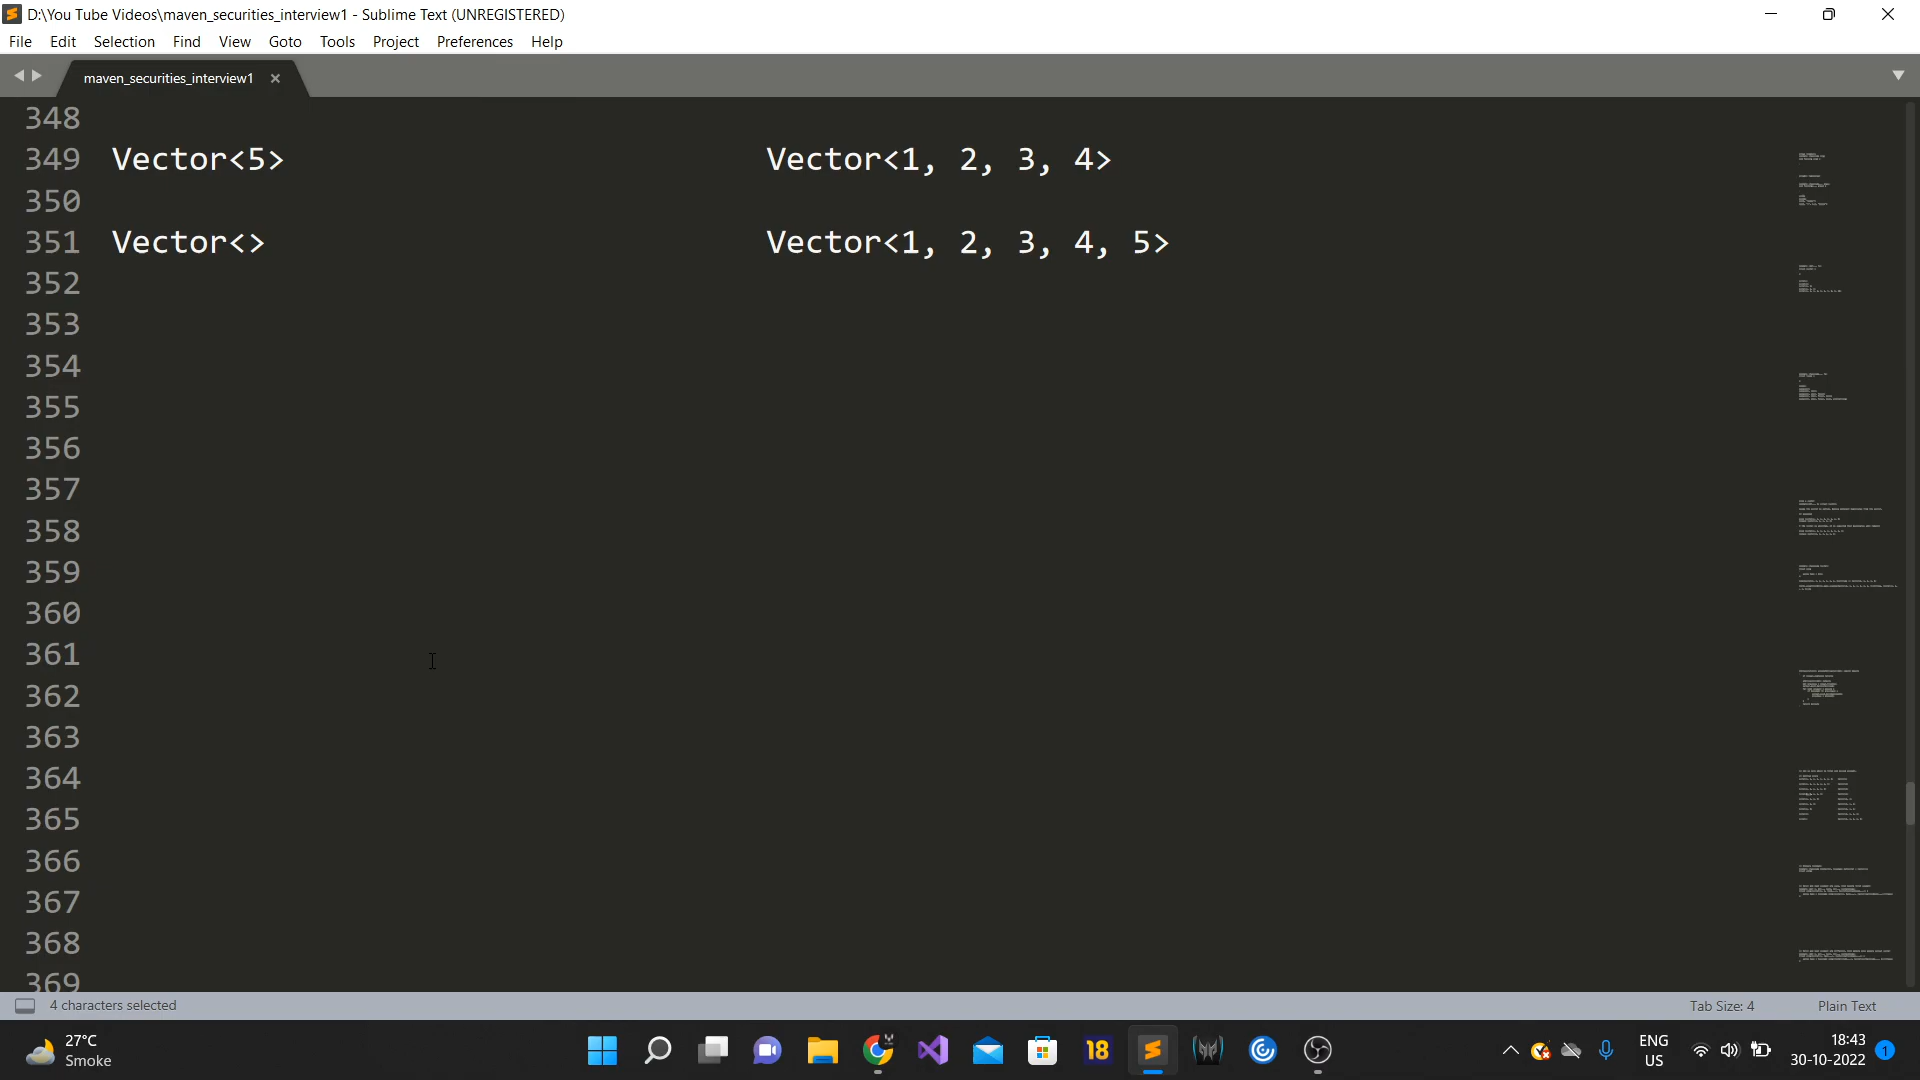 D:\You Tube Videos\maven_securities_interview1 - Sublime Text (UNREGISTERED)
File Edit Selection Find View Goto Tools Project Preferences Help
maven_securities_interview1
348
349 Vector<5> Vector<1, 2, 3, 4>
350
351 Vector<> Vector<1, 2, 3, 4, 5>
352
353
354
355
356
357
358
359
360
361
362
363
364
365
366
367
368
369
4 characters selected Tab Size: 4 Plain Text
27°C
Smoke
18
ENG
US
18:43
30-10-2022
1